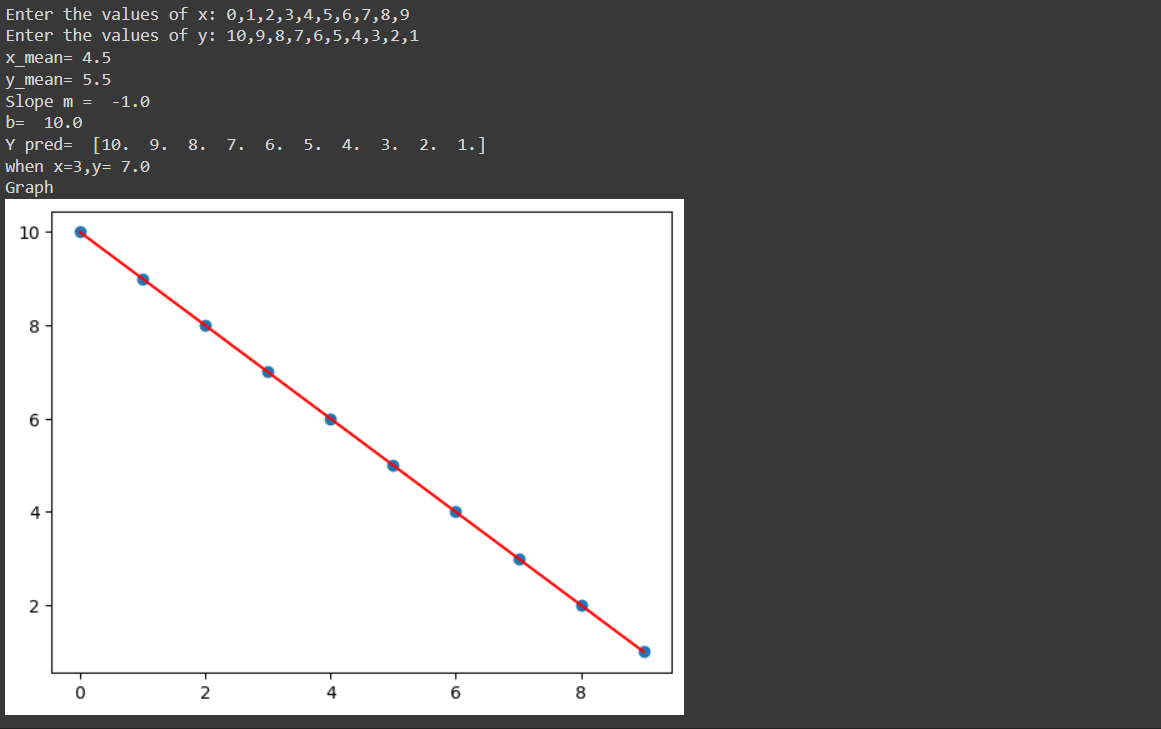 Enter the values of x: 0,1,2,3,4,5,6,7,8,9
Enter the values of y: 10,9,8,7,6,5,4,3,2,1
x_mean= 4.5
y_mean= 5.5
Slope m =  -1.0
b=  10.0
Y pred=  [10.  9.  8.  7.  6.  5.  4.  3.  2.  1.]
when x=3,y= 7.0
Graph
10
8
6
4
2
0 2 4 6 8